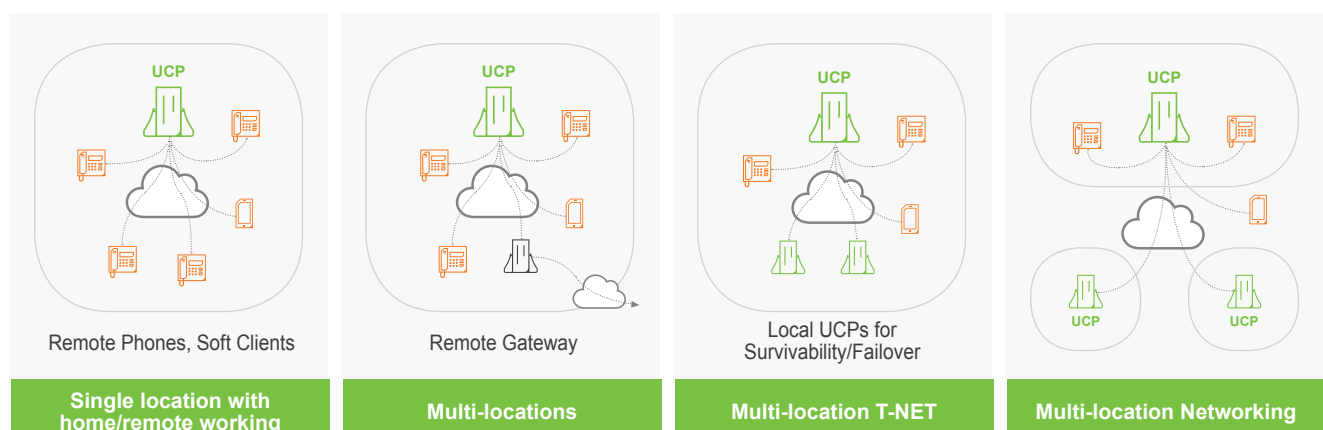 UCP
Remote Phones, Soft Clients
Single location with
home/remote working
UCP
Remote Gateway
Multi-locations
UCP
Local UCPs for
Survivability/Failover
Multi-location T-NET
UCP
UCP
UCP
Multi-location Networking